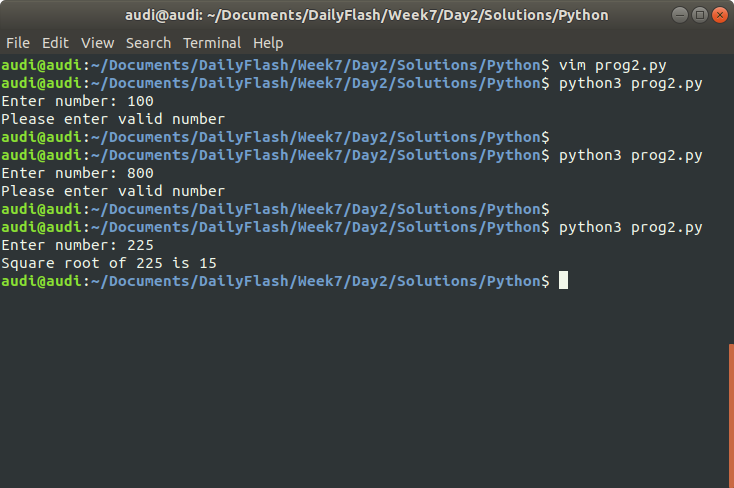 audi@audi: ~/Documents/DailyFlash/Week7/Day2/Solutions/Python
File Edit View Search Terminal Help
audi@audi:~/Documents/DailyFlash/Week7/Day2/Solutions/Python$ vim prog2.py
audi@audi:~/Documents/DailyFlash/Week7/Day2/Solutions/Python$ python3 prog2.py
Enter number: 100
Please enter valid number
audi@audi:~/Documents/DailyFlash/Week7/Day2/Solutions/Python$
audi@audi:~/Documents/DailyFlash/Week7/Day2/Solutions/Python$ python3 prog2.py
Enter number: 800
Please enter valid number
audi@audi:~/Documents/DailyFlash/Week7/Day2/Solutions/Python$
audi@audi:~/Documents/DailyFlash/Week7/Day2/Solutions/Python$ python3 prog2.py
Enter number: 225
Square root of 225 is 15
audi@audi:~/Documents/DailyFlash/Week7/Day2/Solutions/Python$